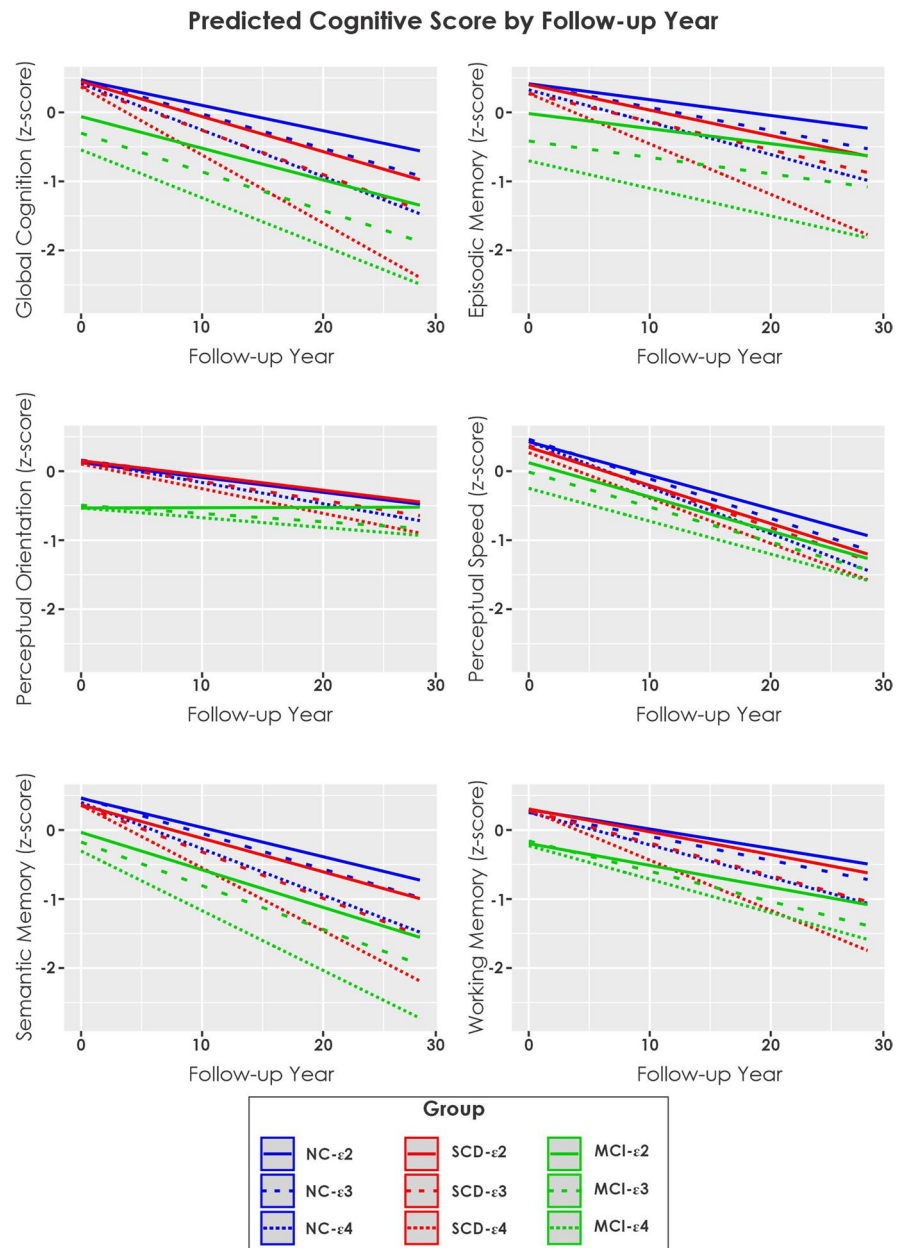 Predicted Cognitive Score by Follow-up Year
Global Cognition (z-score)
0
-1
-2
0 10 20 30
Follow-up Year
Episodic Memory (z-score)
0
-1
-2
0 10 20 30
Follow-up Year
Perceptual Orientation (z-score)
0
-1
-2
0 10 20 30
Follow-up Year
Perceptual Speed (z-score)
0
-1
-2
0 10 20 30
Follow-up Year
Semantic Memory (z-score)
0
-1
-2
0 10 20 30
Follow-up Year
Working Memory (z-score)
0
-1
-2
0 10 20 30
Follow-up Year
Group
NC-ε2 SCD-ε2 MCI-ε2
NC-ε3 SCD-ε3 MCI-ε3
NC-ε4 SCD-ε4 MCI-ε4